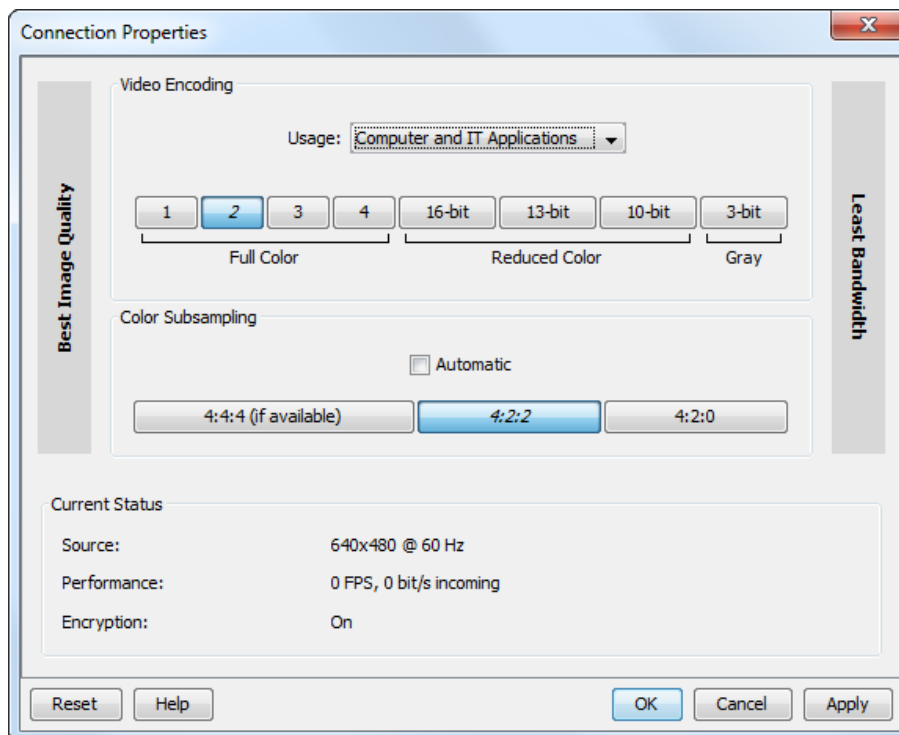 Connection Properties
Video Encoding
Usage: Computer and IT Applications
1 2 3 4 16-bit 13-bit 10-bit 3-bit
Full Color Reduced Color Gray
Best Image Quality
Least Bandwidth
Color Subsampling
Automatic
4:4:4 (if available) 4:2:2 4:2:0
Current Status
Source: 640x480 @ 60 Hz
Performance: 0 FPS, 0 bit/s incoming
Encryption: On
Reset Help OK Cancel Apply